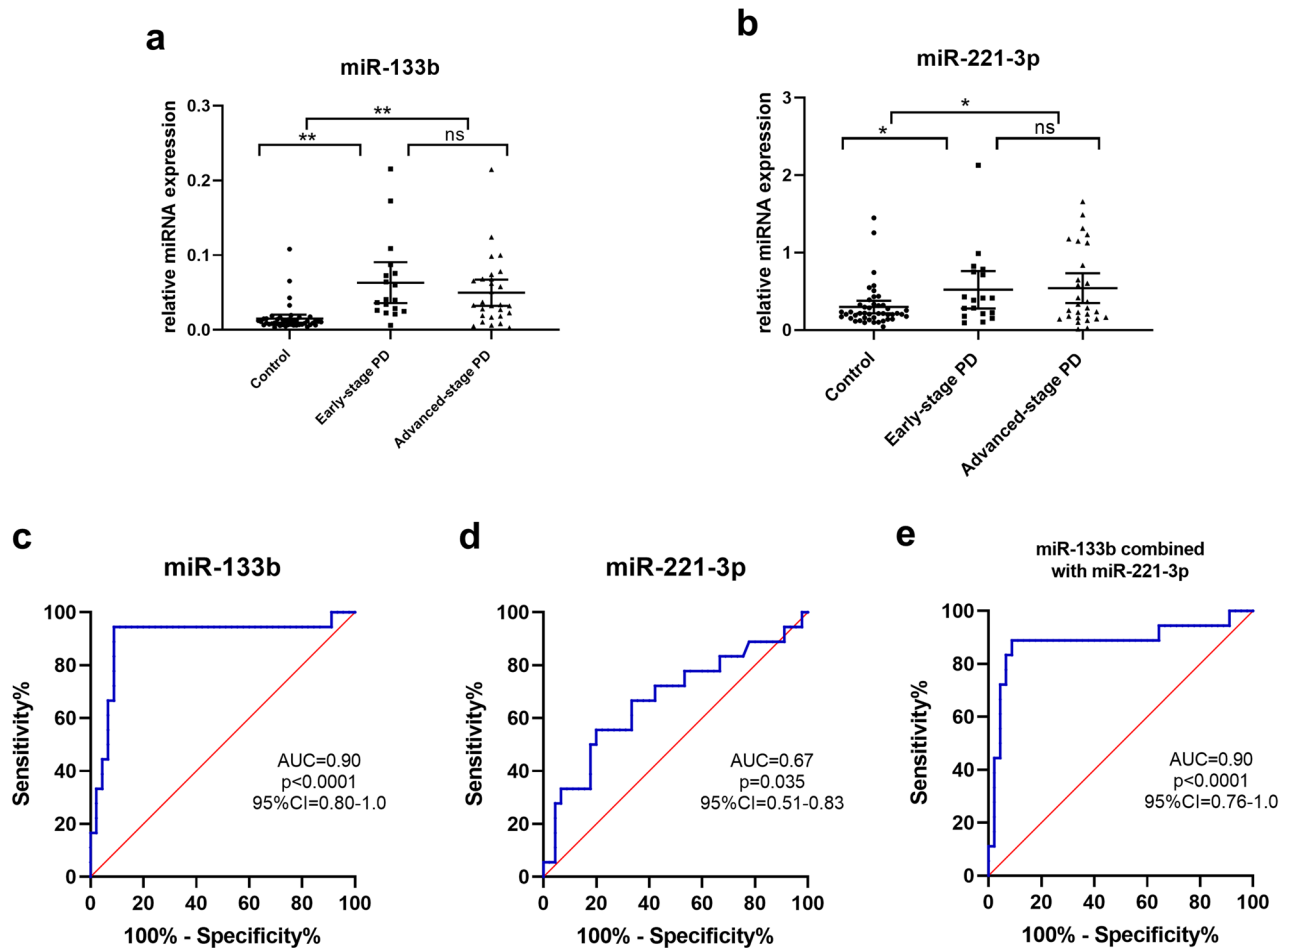 a
miR-133b
relative miRNA expression
0.3
0.2
0.1
0.0
**
**
ns
Control
Early-stage PD
Advanced-stage PD
b
miR-221-3p
relative miRNA expression
3
2
1
0
*
*
ns
Control
Early-stage PD
Advanced-stage PD
c
miR-133b
Sensitivity%
100
80
60
40
20
0
AUC=0.90
p<0.0001
95%CI=0.80-1.0
0 20 40 60 80 100
100% - Specificity%
d
miR-221-3p
Sensitivity%
100
80
60
40
20
0
AUC=0.67
p=0.035
95%CI=0.51-0.83
0 20 40 60 80 100
100% - Specificity%
e
miR-133b combined
with miR-221-3p
Sensitivity%
100
80
60
40
20
0
AUC=0.90
p<0.0001
95%CI=0.76-1.0
0 20 40 60 80 100
100% - Specificity%